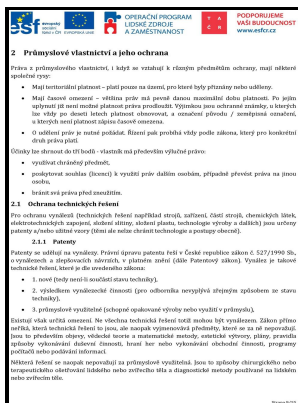 evropský
sociální
fond v ČR
EVROPSKÁ UNIE
OPERAČNÍ PROGRAM
LIDSKÉ ZDROJE
A ZAMĚSTNANOST
T A
Č R
PODPORUJEME
VAŠI BUDOUCNOST
www.esfcr.cz
2 Průmyslové vlastnictví a jeho ochrana
Práva z průmyslového vlastnictví, i když se vztahují k různým předmětům ochrany, mají některé
společné rysy:
• Mají teritoriální platnost – platí pouze na území, pro které byly přiznány nebo uděleny.
• Mají časové omezení – většina práv má pevně danou maximální dobu platnosti. Po jejím
uplynutí již není možné platnost práva prodloužit. Výjimkou jsou ochranné známky, u kterých
lze vždy po deseti letech platnost obnovovat, a označení původu / zeměpisná označení,
u kterých není platnost zápisu časově omezena.
• O udělení práv je nutné požádat. Řízení pak probíhá vždy podle zákona, který pro konkrétní
druh práva platí.
Účinky lze shrnout do tří bodů - vlastník má především výlučné právo:
• využívat chráněný předmět,
• poskytovat souhlas (licenci) k využití práv dalším osobám, případně převést práva na jinou
osobu,
• bránit svá práva před zneužitím.
2.1 Ochrana technických řešení
Pro ochranu vynálezů (technických řešení například strojů, zařízení, částí strojů, chemických látek,
elektrotechnických zapojení, složení slitiny, složení plastu, technologie výroby a dalších) jsou určeny
patenty a/nebo užitné vzory (těmi ale nelze chránit technologie a postupy obecně).
2.1.1 Patenty
Patenty se udělují na vynálezy. Právní úpravu patentu řeší v České republice zákon č. 527/1990 Sb.,
o vynálezech a zlepšovacích návrzích, v platném znění (dále Patentový zákon). Vynález je takové
technické řešení, které je dle uvedeného zákona:
• 1. nové (tedy není-li součástí stavu techniky),
• 2. výsledkem vynálezecké činnosti (pro odborníka nevyplývá zřejmým způsobem ze stavu
techniky),
• 3. průmyslově využitelné (schopné opakované výroby nebo využití v průmyslu),
Existují však určitá omezení. Ne všechna technická řešení totiž mohou být vynálezem. Zákon přímo
neříká, která technická řešení to jsou, ale naopak vyjmenovává předměty, které se za ně nepovažují.
Jsou to především objevy, vědecké teorie a matematické metody, estetické výtvory, plány, pravidla
způsoby vykonávání duševní činnosti, hraní her nebo vykonávání obchodní činnosti, programy
počítačů nebo podávání informací.
Některá řešení se naopak nepovažují za průmyslově využitelná. Jsou to způsoby chirurgického nebo
terapeutického ošetřování lidského nebo zvířecího těla a diagnostické metody používané na lidském
nebo zvířecím těle.